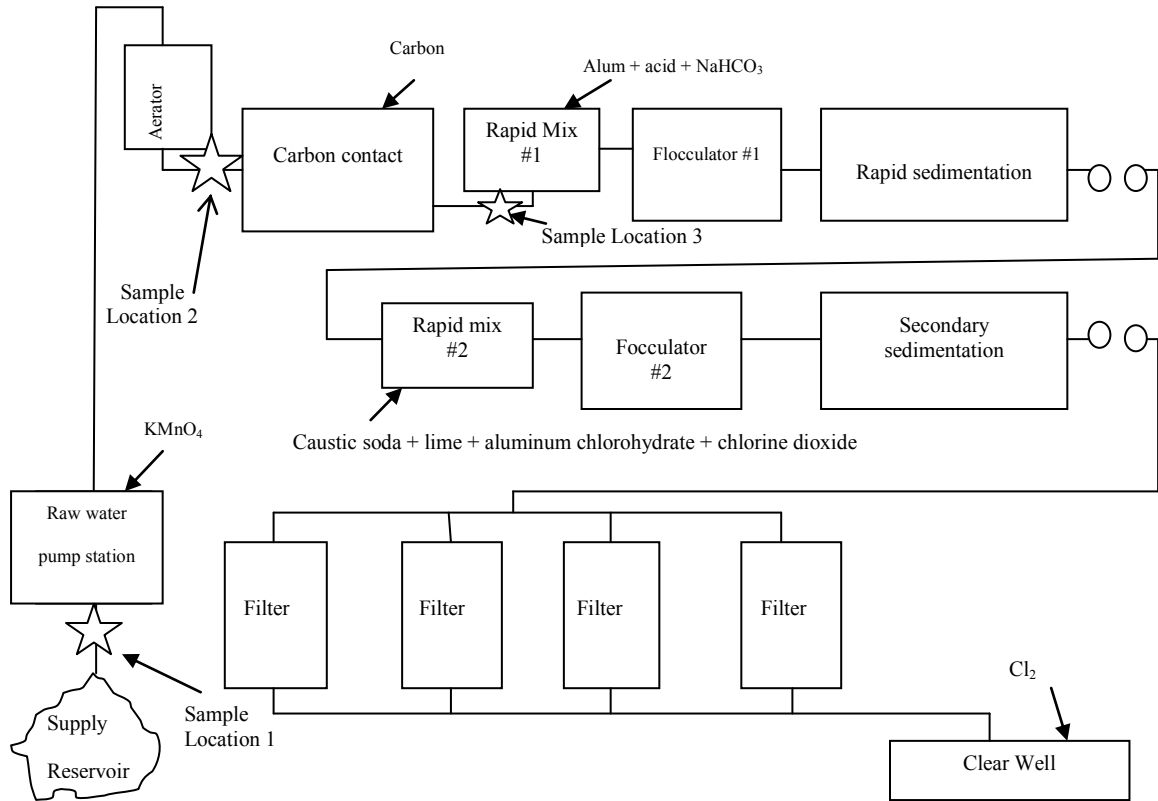 Carbon
Alum + acid + NaHCO₃
Aerator
Carbon contact
Rapid Mix
#1
Flocculator #1
Rapid sedimentation
Sample Location 3
Sample
Location 2
Rapid mix
#2
Focculator
#2
Secondary
sedimentation
Caustic soda + lime + aluminum chlorohydrate + chlorine dioxide
KMnO₄
Raw water
pump station
Filter
Filter
Filter
Filter
Sample
Location 1
Supply
Reservoir
Cl₂
Clear Well